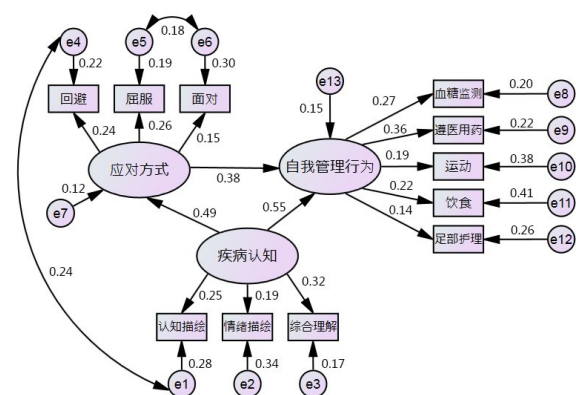 e4
0.18
e5
e6
0.22
0.19
0.30
e13
回避
屈服
面对
0.15
0.27
血糖监测
0.20
e8
0.24
0.26
0.15
0.36
遵医用药
0.22
e9
应对方式
0.38
自我管理行为
0.19
运动
0.38
e10
0.12
e7
0.22
饮食
0.41
e11
0.49
0.55
0.14
足部护理
0.26
e12
疾病认知
0.24
0.25
0.19
0.32
认知描绘
情绪描绘
综合理解
0.28
0.34
0.17
e1
e2
e3